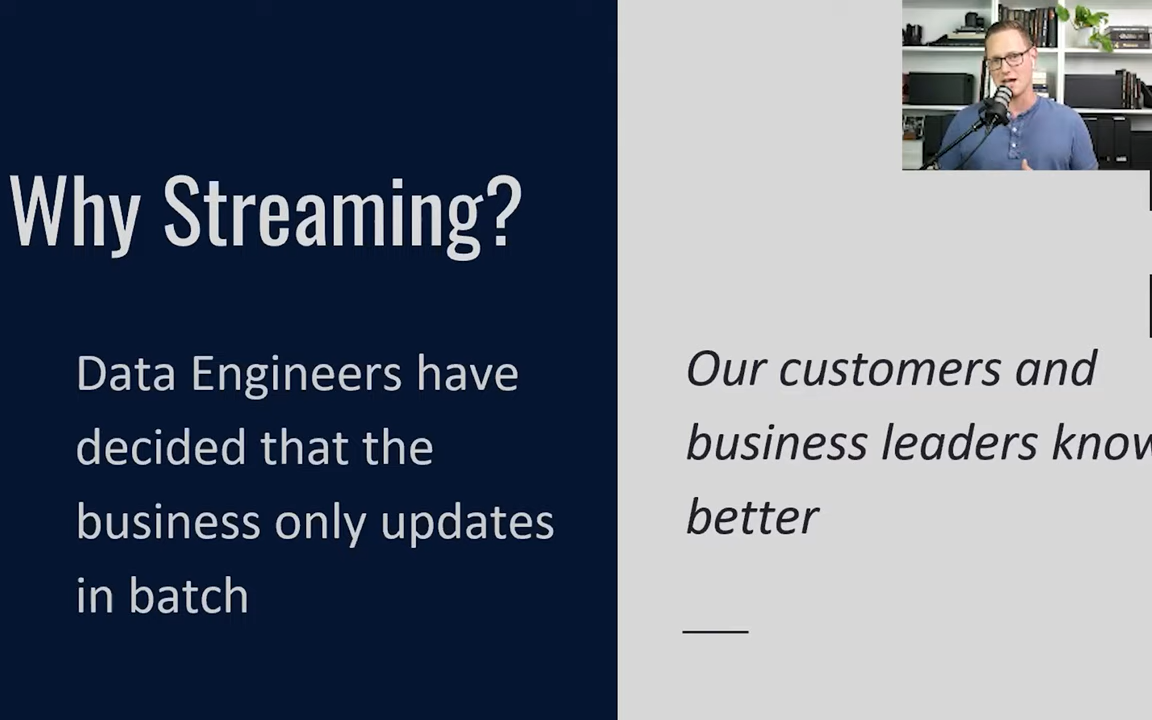 Why Streaming?
Data Engineers have
decided that the
business only updates
in batch
Our customers and
business leaders know
better